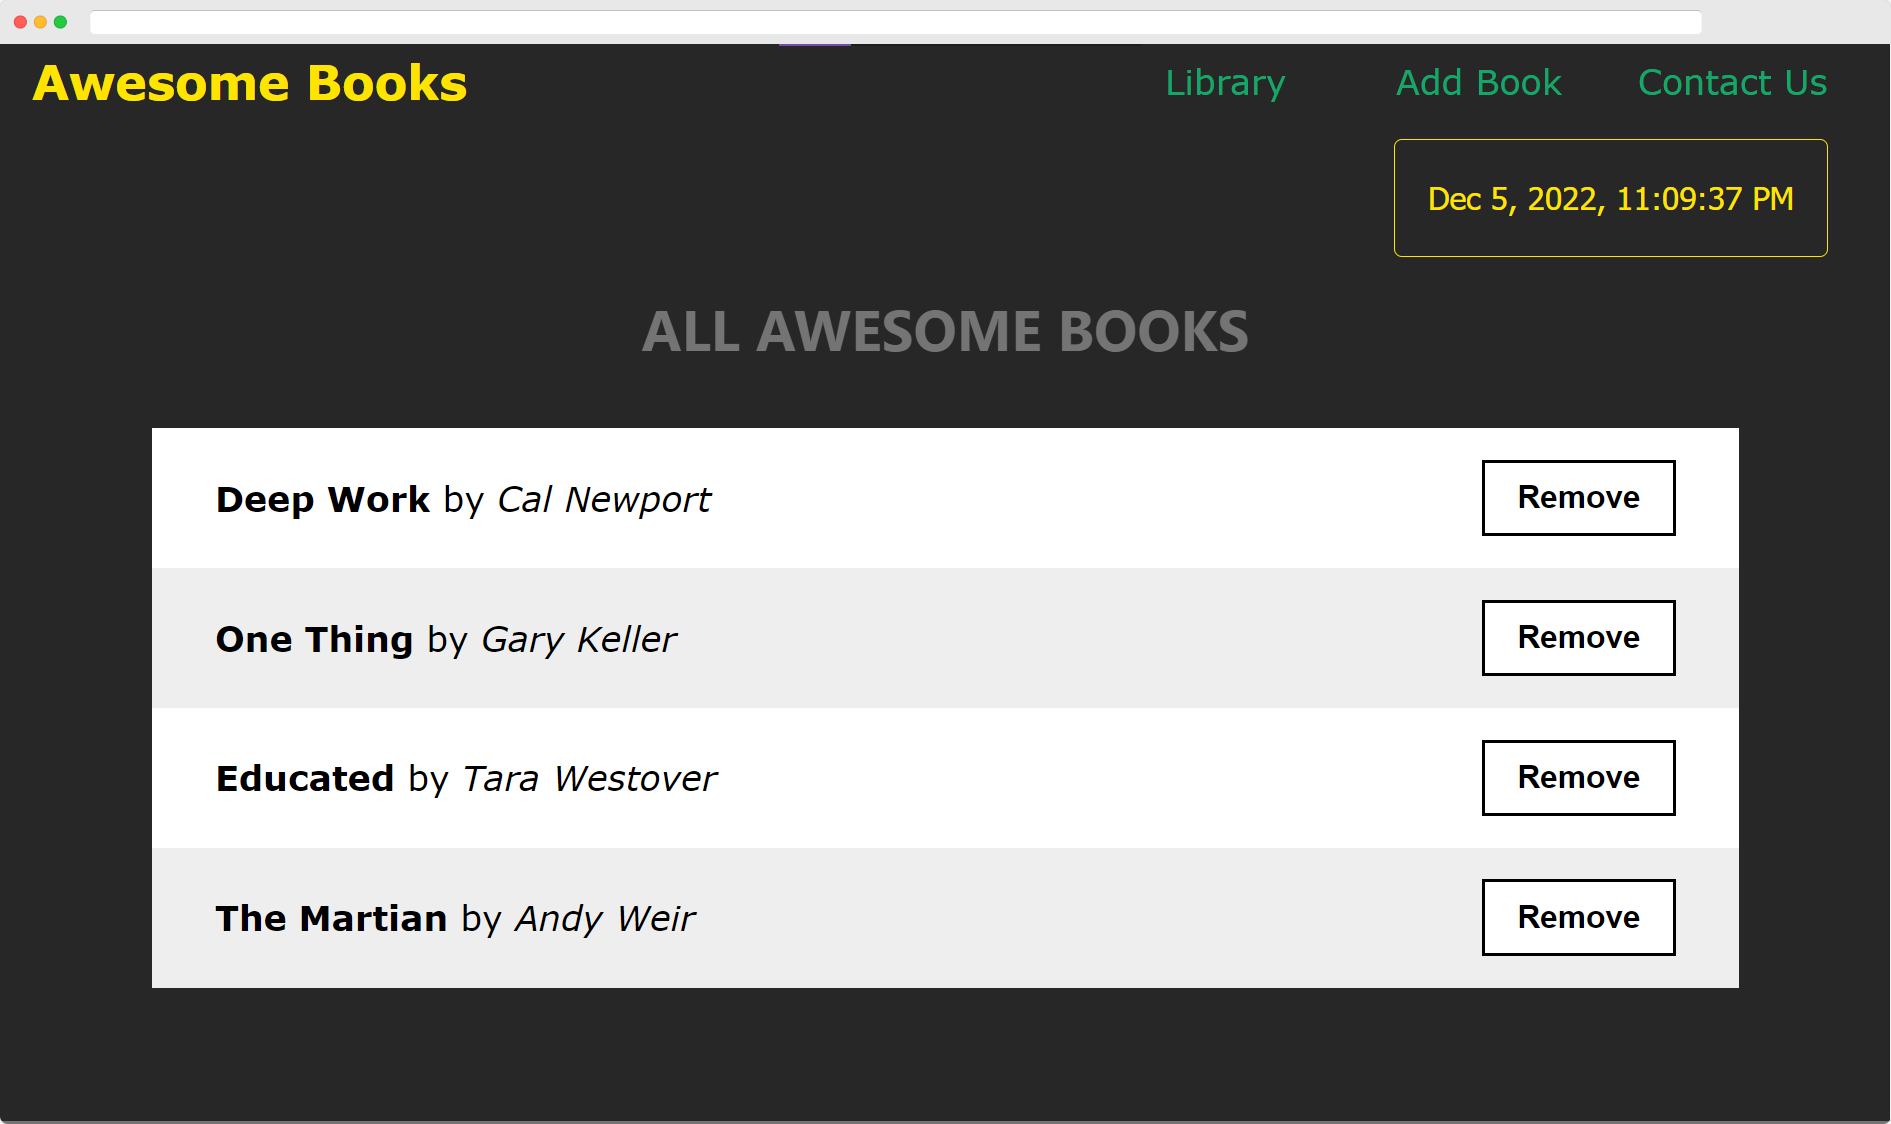 Awesome Books
Library
Add Book
Contact Us
Dec 5, 2022, 11:09:37 PM
ALL AWESOME BOOKS
Deep Work by Cal Newport
Remove
One Thing by Gary Keller
Remove
Educated by Tara Westover
Remove
The Martian by Andy Weir
Remove